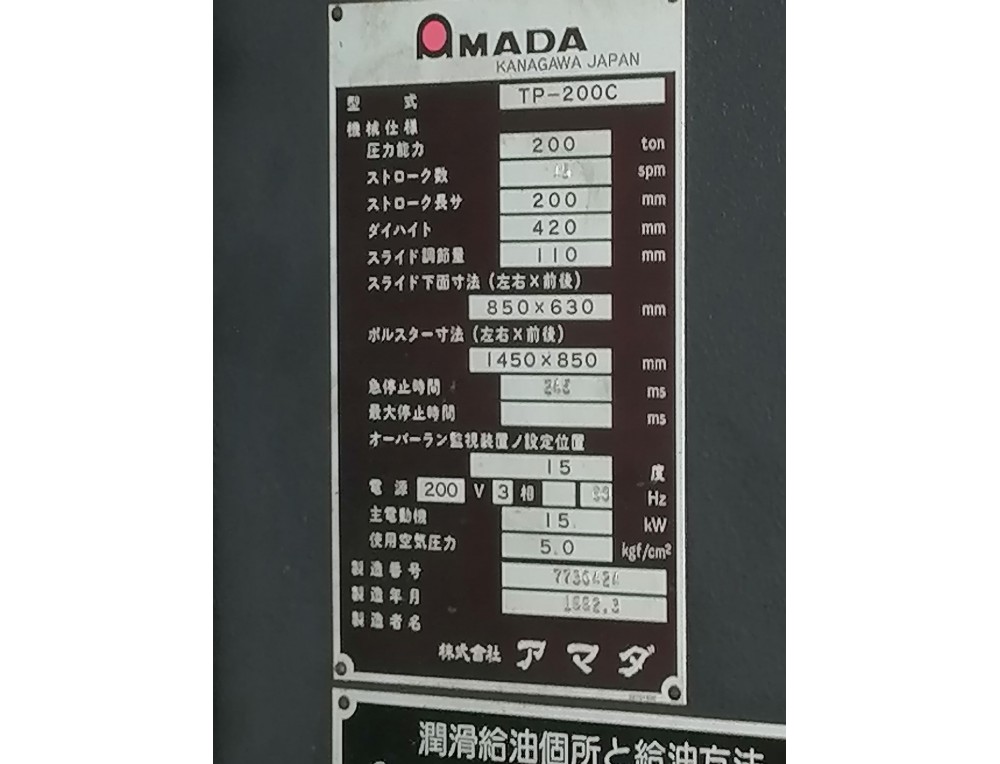 AMADA
KANAGAWA JAPAN
型式 TP-200C
機械仕様
圧力能力 200 ton
ストローク数 spm
ストローク長サ 200 mm
ダイハイト 420 mm
スライド調節量 110 mm
スライド下面寸法(左右×前後)
850×630 mm
ボルスター寸法(左右×前後)
1450×850 mm
急停止時間 ms
最大停止時間 ms
オーバーラン監視装置ノ設定位置
15 度
電源 200 V 3 相 Hz
主電動機 15 kW
使用空気圧力 5.0 kgf/cm²
製造番号
製造年月
製造者名
株式会社 アマダ
潤滑給油個所と給油方法